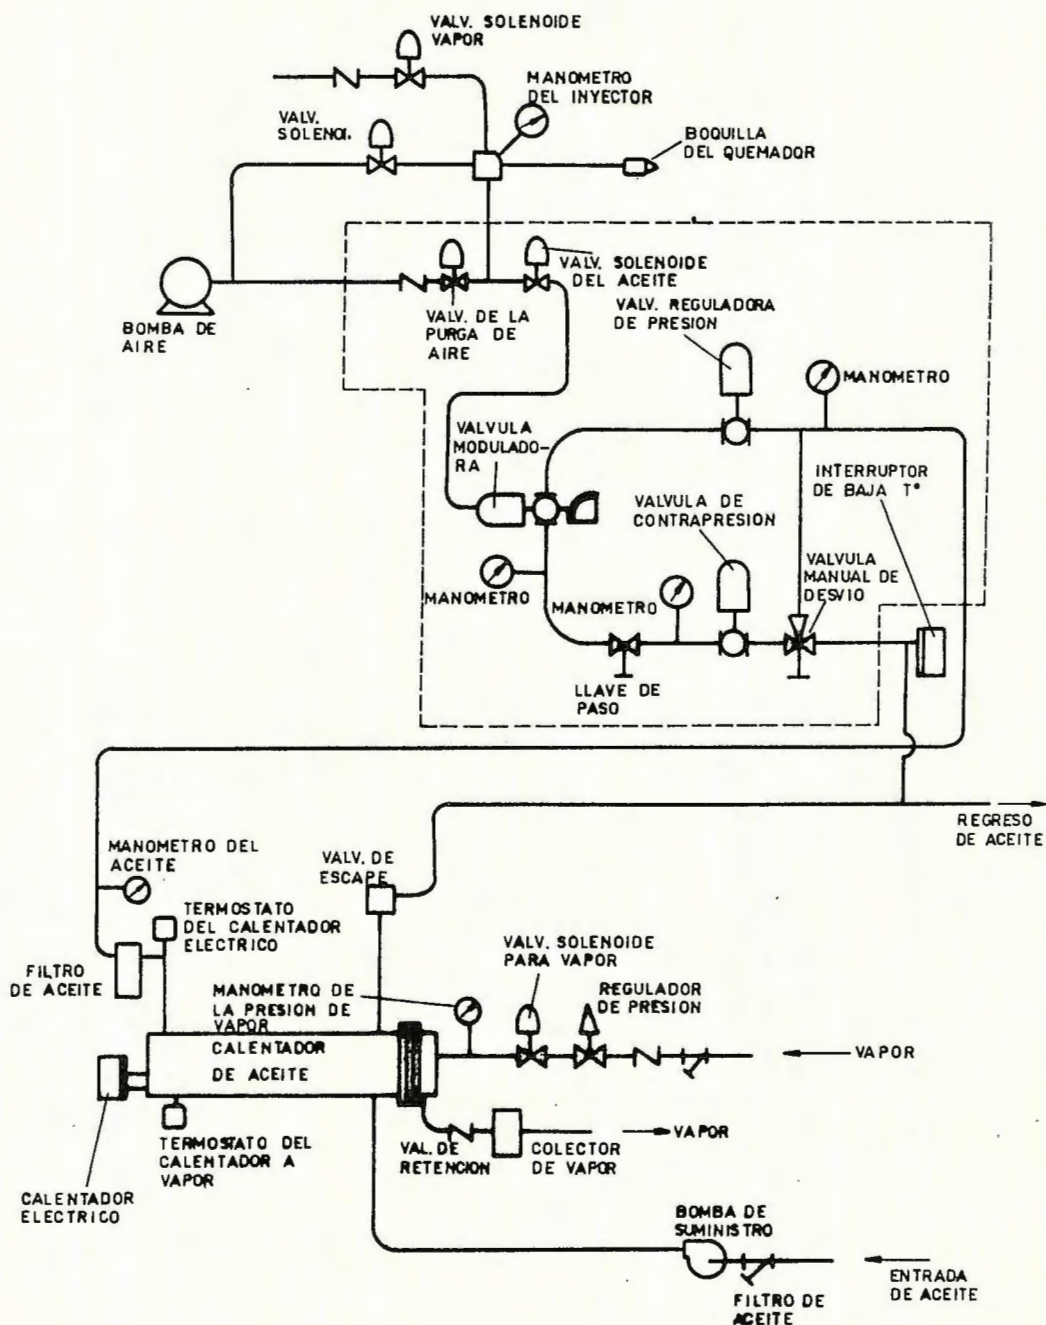 VALV. SOLENOIDE
VAPOR
MANOMETRO
DEL INYECTOR
VALV.
SOLENOI.
BOQUILLA
DEL QUEMADOR
VALV. SOLENOIDE
DEL ACEITE
VALV. DE LA
PURGA DE
AIRE
BOMBA DE
AIRE
VALV. REGULADORA
DE PRESION
MANOMETRO
VALVULA
MODULADO-
RA
INTERRUPTOR
DE BAJA T°
VALVULA DE
CONTRAPRESION
VALVULA
MANUAL DE
DESVIO
MANOMETRO
MANOMETRO
LLAVE DE
PASO
REGRESO
DE ACEITE
MANOMETRO DEL
ACEITE
VALV. DE
ESCAPE
TERMOSTATO
DEL CALENTADOR
ELECTRICO
VALV. SOLENOIDE
PARA VAPOR
FILTRO
DE ACEITE
MANOMETRO DE
LA PRESION DE
VAPOR
REGULADOR
DE PRESION
CALENTADOR
DE ACEITE
VAPOR
VAPOR
TERMOSTATO DEL
CALENTADOR A
VAPOR
VAL. DE
RETENCION
COLECTOR
DE VAPOR
CALENTADOR
ELECTRICO
BOMBA DE
SUMINISTRO
ENTRADA
DE ACEITE
FILTRO DE
ACEITE